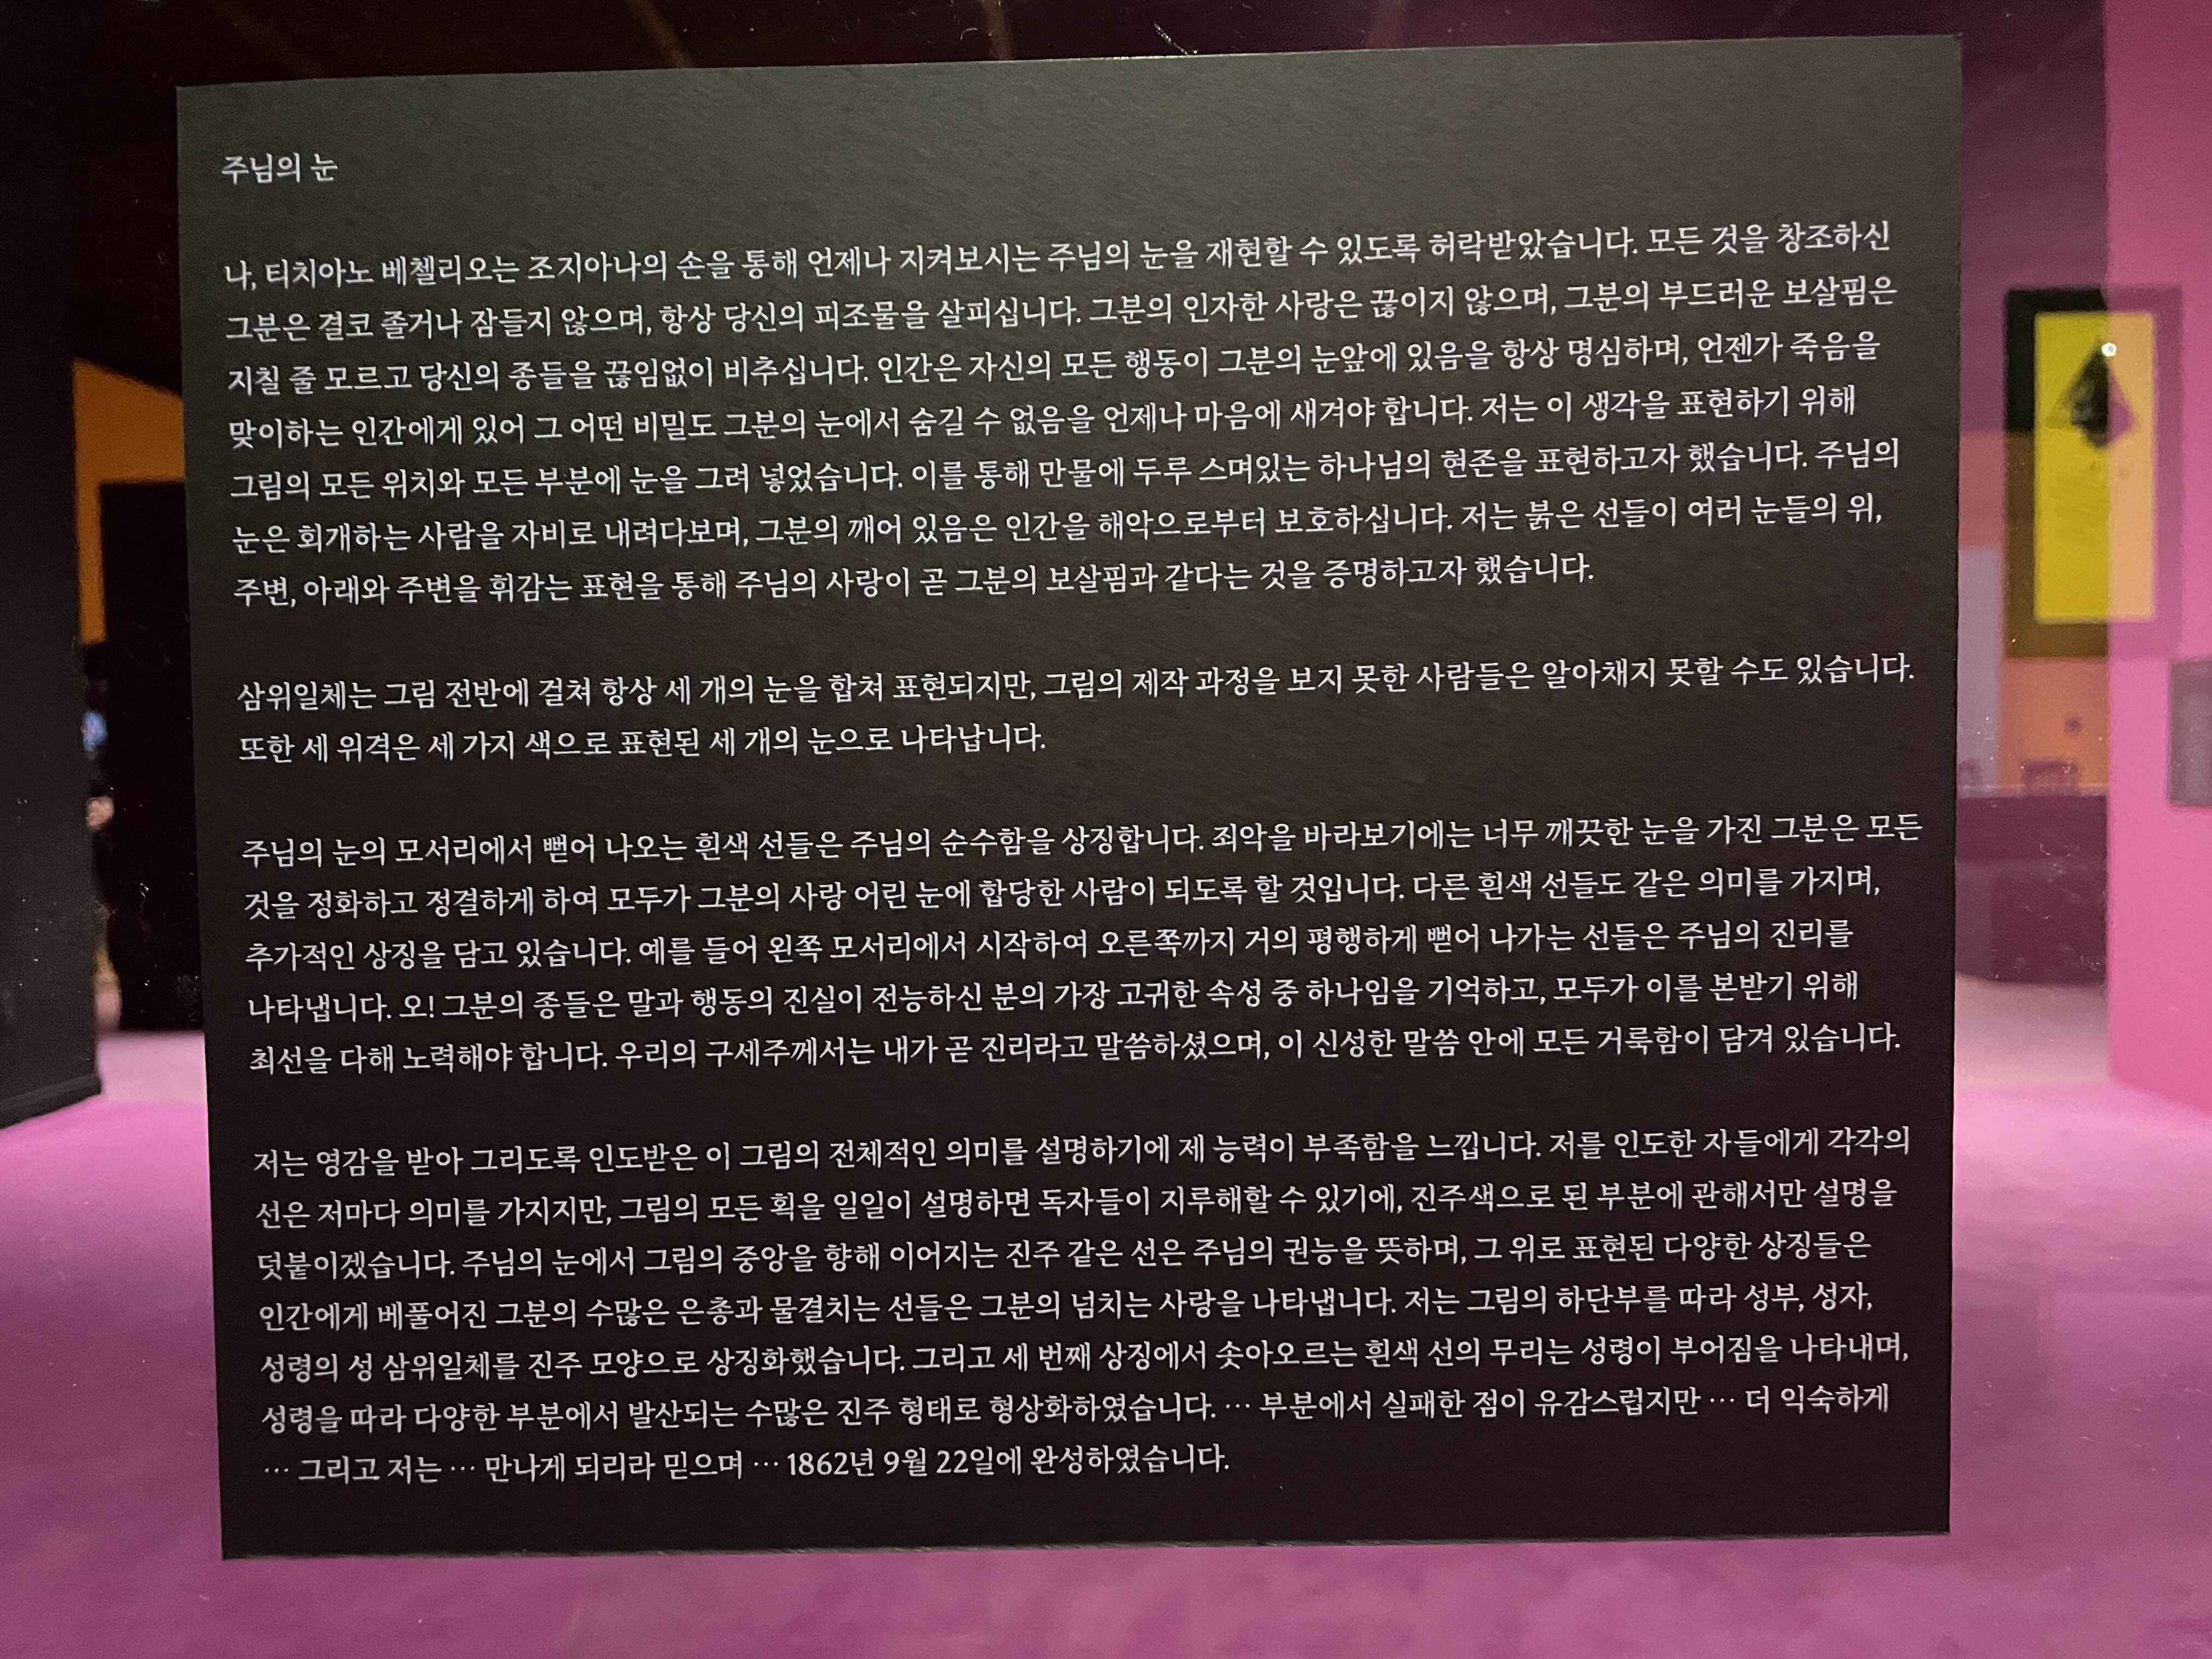 주님의 눈
나, 티치아노 베첼리오는 조지아나의 손을 통해 언제나 지켜보시는 주님의 눈을 재현할 수 있도록 허락받았습니다. 모든 것을 창조하신
그분은 결코 졸거나 잠들지 않으며, 항상 당신의 피조물을 살피십니다. 그분의 인자한 사랑은 끊이지 않으며, 그분의 부드러운 보살핌은
지칠 줄 모르고 당신의 종들을 끊임없이 비추십니다. 인간은 자신의 모든 행동이 그분의 눈앞에 있음을 항상 명심하며, 언젠가 죽음을
맞이하는 인간에게 있어 그 어떤 비밀도 그분의 눈에서 숨길 수 없음을 언제나 마음에 새겨야 합니다. 저는 이 생각을 표현하기 위해
그림의 모든 위치와 모든 부분에 눈을 그려 넣었습니다. 이를 통해 만물에 두루 스며있는 하나님의 현존을 표현하고자 했습니다. 주님의
눈은 회개하는 사람을 자비로 내려다보며, 그분의 깨어 있음은 인간을 해악으로부터 보호하십니다. 저는 붉은 선들이 여러 눈들의 위,
주변, 아래와 주변을 휘감는 표현을 통해 주님의 사랑이 곧 그분의 보살핌과 같다는 것을 증명하고자 했습니다.
삼위일체는 그림 전반에 걸쳐 항상 세 개의 눈을 합쳐 표현되지만, 그림의 제작 과정을 보지 못한 사람들은 알아채지 못할 수도 있습니다.
또한 세 위격은 세 가지 색으로 표현된 세 개의 눈으로 나타납니다.
주님의 눈의 모서리에서 뻗어 나오는 흰색 선들은 주님의 순수함을 상징합니다. 죄악을 바라보기에는 너무 깨끗한 눈을 가진 그분은 모든
것을 정화하고 정결하게 하여 모두가 그분의 사랑 어린 눈에 합당한 사람이 되도록 할 것입니다. 다른 흰색 선들도 같은 의미를 가지며,
추가적인 상징을 담고 있습니다. 예를 들어 왼쪽 모서리에서 시작하여 오른쪽까지 거의 평행하게 뻗어 나가는 선들은 주님의 진리를
나타냅니다. 오! 그분의 종들은 말과 행동의 진실이 전능하신 분의 가장 고귀한 속성 중 하나임을 기억하고, 모두가 이를 본받기 위해
최선을 다해 노력해야 합니다. 우리의 구세주께서는 내가 곧 진리라고 말씀하셨으며, 이 신성한 말씀 안에 모든 거룩함이 담겨 있습니다.
저는 영감을 받아 그리도록 인도받은 이 그림의 전체적인 의미를 설명하기에 제 능력이 부족함을 느낍니다. 저를 인도한 자들에게 각각의
선은 저마다 의미를 가지지만, 그림의 모든 획을 일일이 설명하면 독자들이 지루해할 수 있기에, 진주색으로 된 부분에 관해서만 설명을
덧붙이겠습니다. 주님의 눈에서 그림의 중앙을 향해 이어지는 진주 같은 선은 주님의 권능을 뜻하며, 그 위로 표현된 다양한 상징들은
인간에게 베풀어진 그분의 수많은 은총과 물결치는 선들은 그분의 넘치는 사랑을 나타냅니다. 저는 그림의 하단부를 따라 성부, 성자,
성령의 성 삼위일체를 진주 모양으로 상징화했습니다. 그리고 세 번째 상징에서 솟아오르는 흰색 선의 무리는 성령이 부어짐을 나타내며,
성령을 따라 다양한 부분에서 발산되는 수많은 진주 형태로 형상화하였습니다. ⋯ 부분에서 실패한 점이 유감스럽지만 ⋯ 더 익숙하게
⋯ 그리고 저는 ⋯ 만나게 되리라 믿으며 ⋯ 1862년 9월 22일에 완성하였습니다.